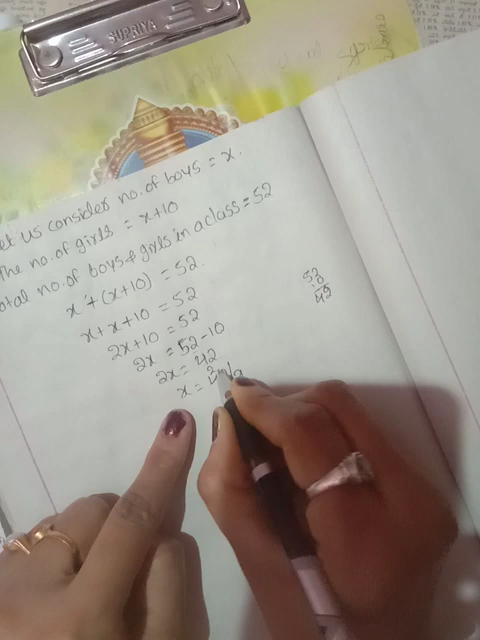 SUPRIYA
et us consider no. of boys = x.
The no. of girls = x+10
otal no. of boys & girls in a class = 52
x + (x+10) = 52.
x+x+10 = 52
2x+10 = 52
2x = 52-10
2x = 42
x =
52
10
42